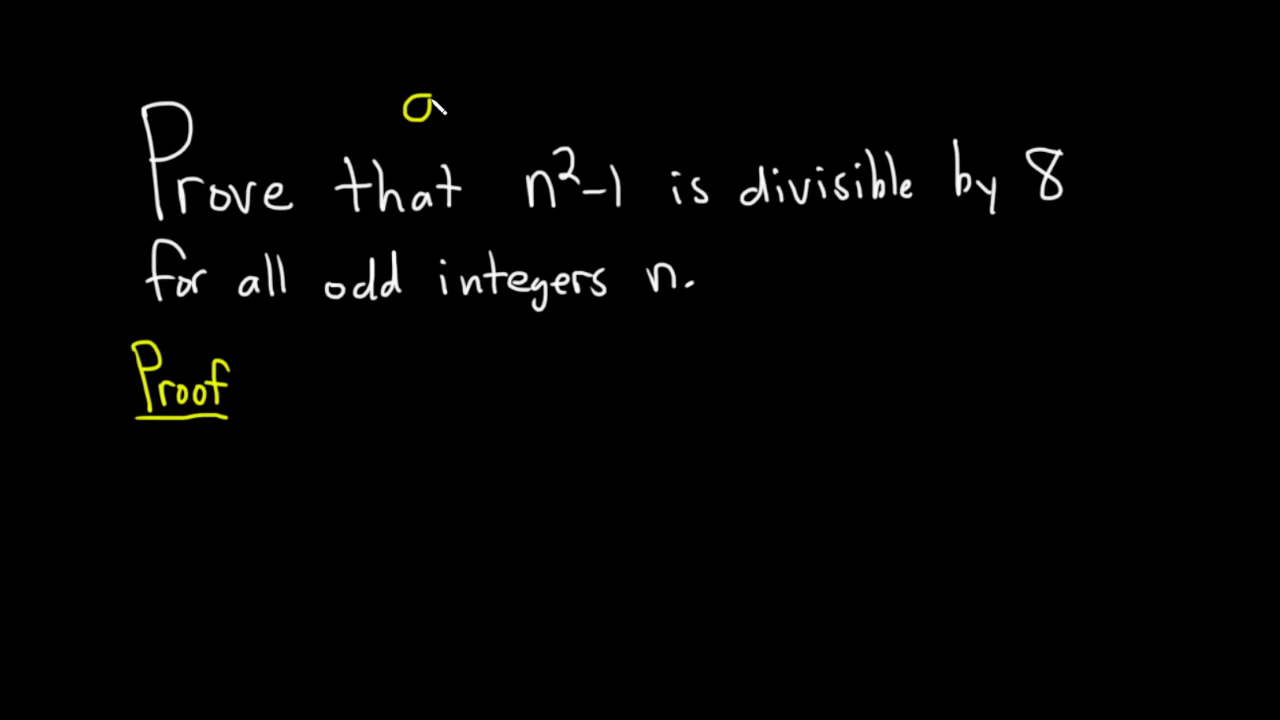 a
Prove that n²-1 is divisible by 8
for all odd integers n.
Proof